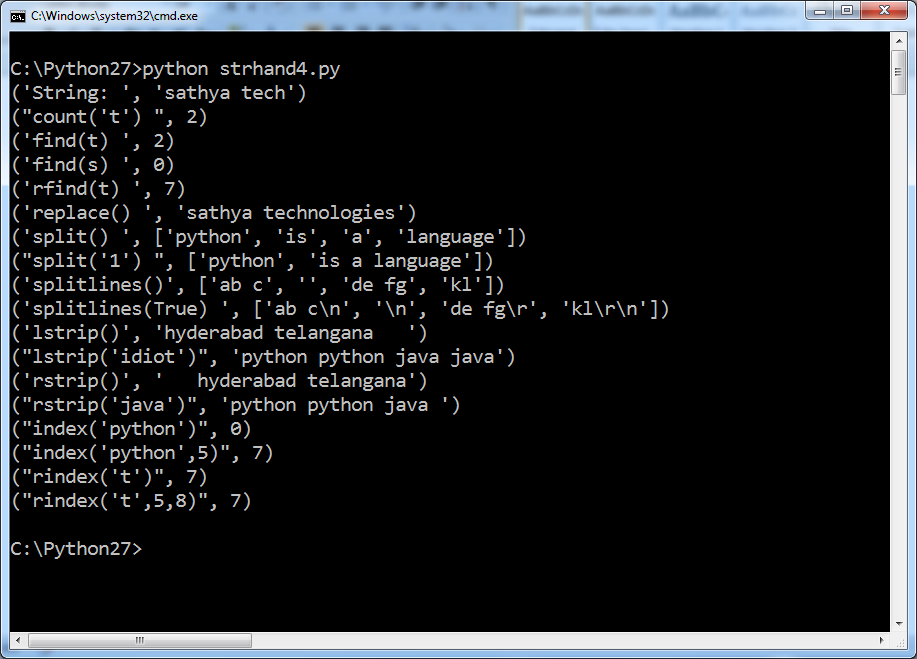 C:\Windows\system32\cmd.exe
C:\Python27>python strhand4.py
('String: ', 'sathya tech')
("count('t') ", 2)
('find(t) ', 2)
('find(s) ', 0)
('rfind(t) ', 7)
('replace() ', 'sathya technologies')
('split() ', ['python', 'is', 'a', 'language'])
("split('1') ", ['python', 'is a language'])
('splitlines()', ['ab c', '', 'de fg', 'kl'])
('splitlines(True) ', ['ab c\n', '\n', 'de fg\r', 'kl\r\n'])
('lstrip()', 'hyderabad telangana   ')
("lstrip('idiot')", 'python python java java')
('rstrip()', '   hyderabad telangana')
("rstrip('java')", 'python python java ')
("index('python')", 0)
("index('python',5)", 7)
("rindex('t')", 7)
("rindex('t',5,8)", 7)
C:\Python27>